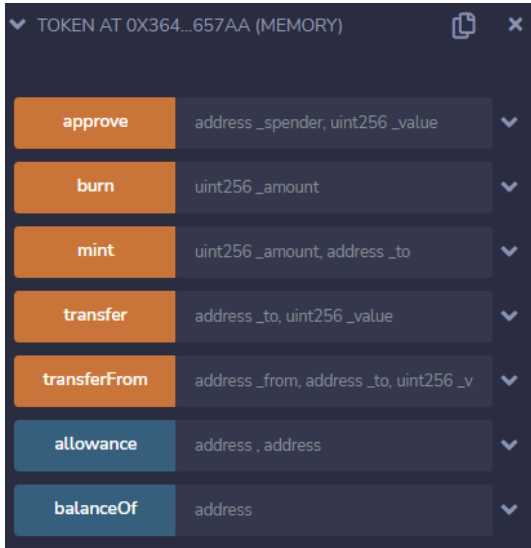 TOKEN AT 0X364...657AA (MEMORY)
approve address _spender, uint256 _value
burn uint256 _amount
mint uint256 _amount, address _to
transfer address _to, uint256 _value
transferFrom address _from, address _to, uint256 _v
allowance address , address
balanceOf address